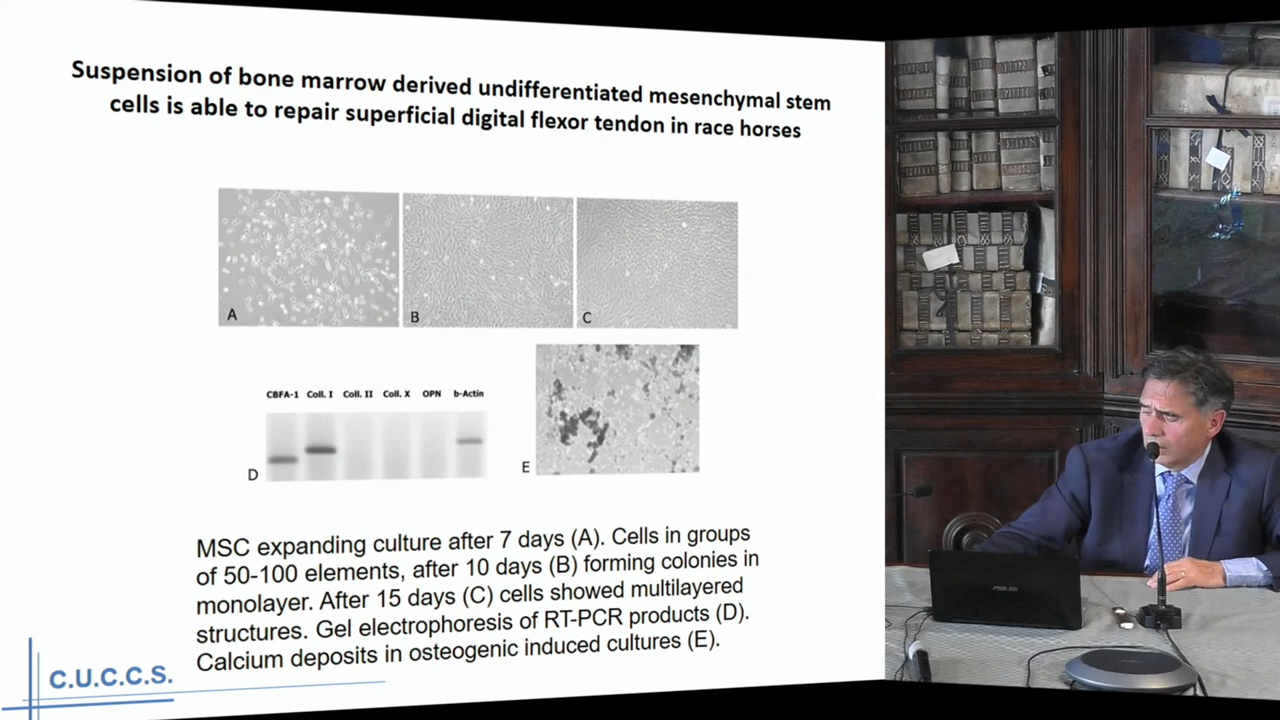 Suspension of bone marrow derived undifferentiated mesenchymal stem
cells is able to repair superficial digital flexor tendon in race horses
A
B
C
CBFA-1 Coll. I Coll. II Coll. X OPN b-Actin
D
E
MSC expanding culture after 7 days (A). Cells in groups
of 50-100 elements, after 10 days (B) forming colonies in
monolayer. After 15 days (C) cells showed multilayered
structures. Gel electrophoresis of RT-PCR products (D).
Calcium deposits in osteogenic induced cultures (E).
C.U.C.C.S.
ASUS